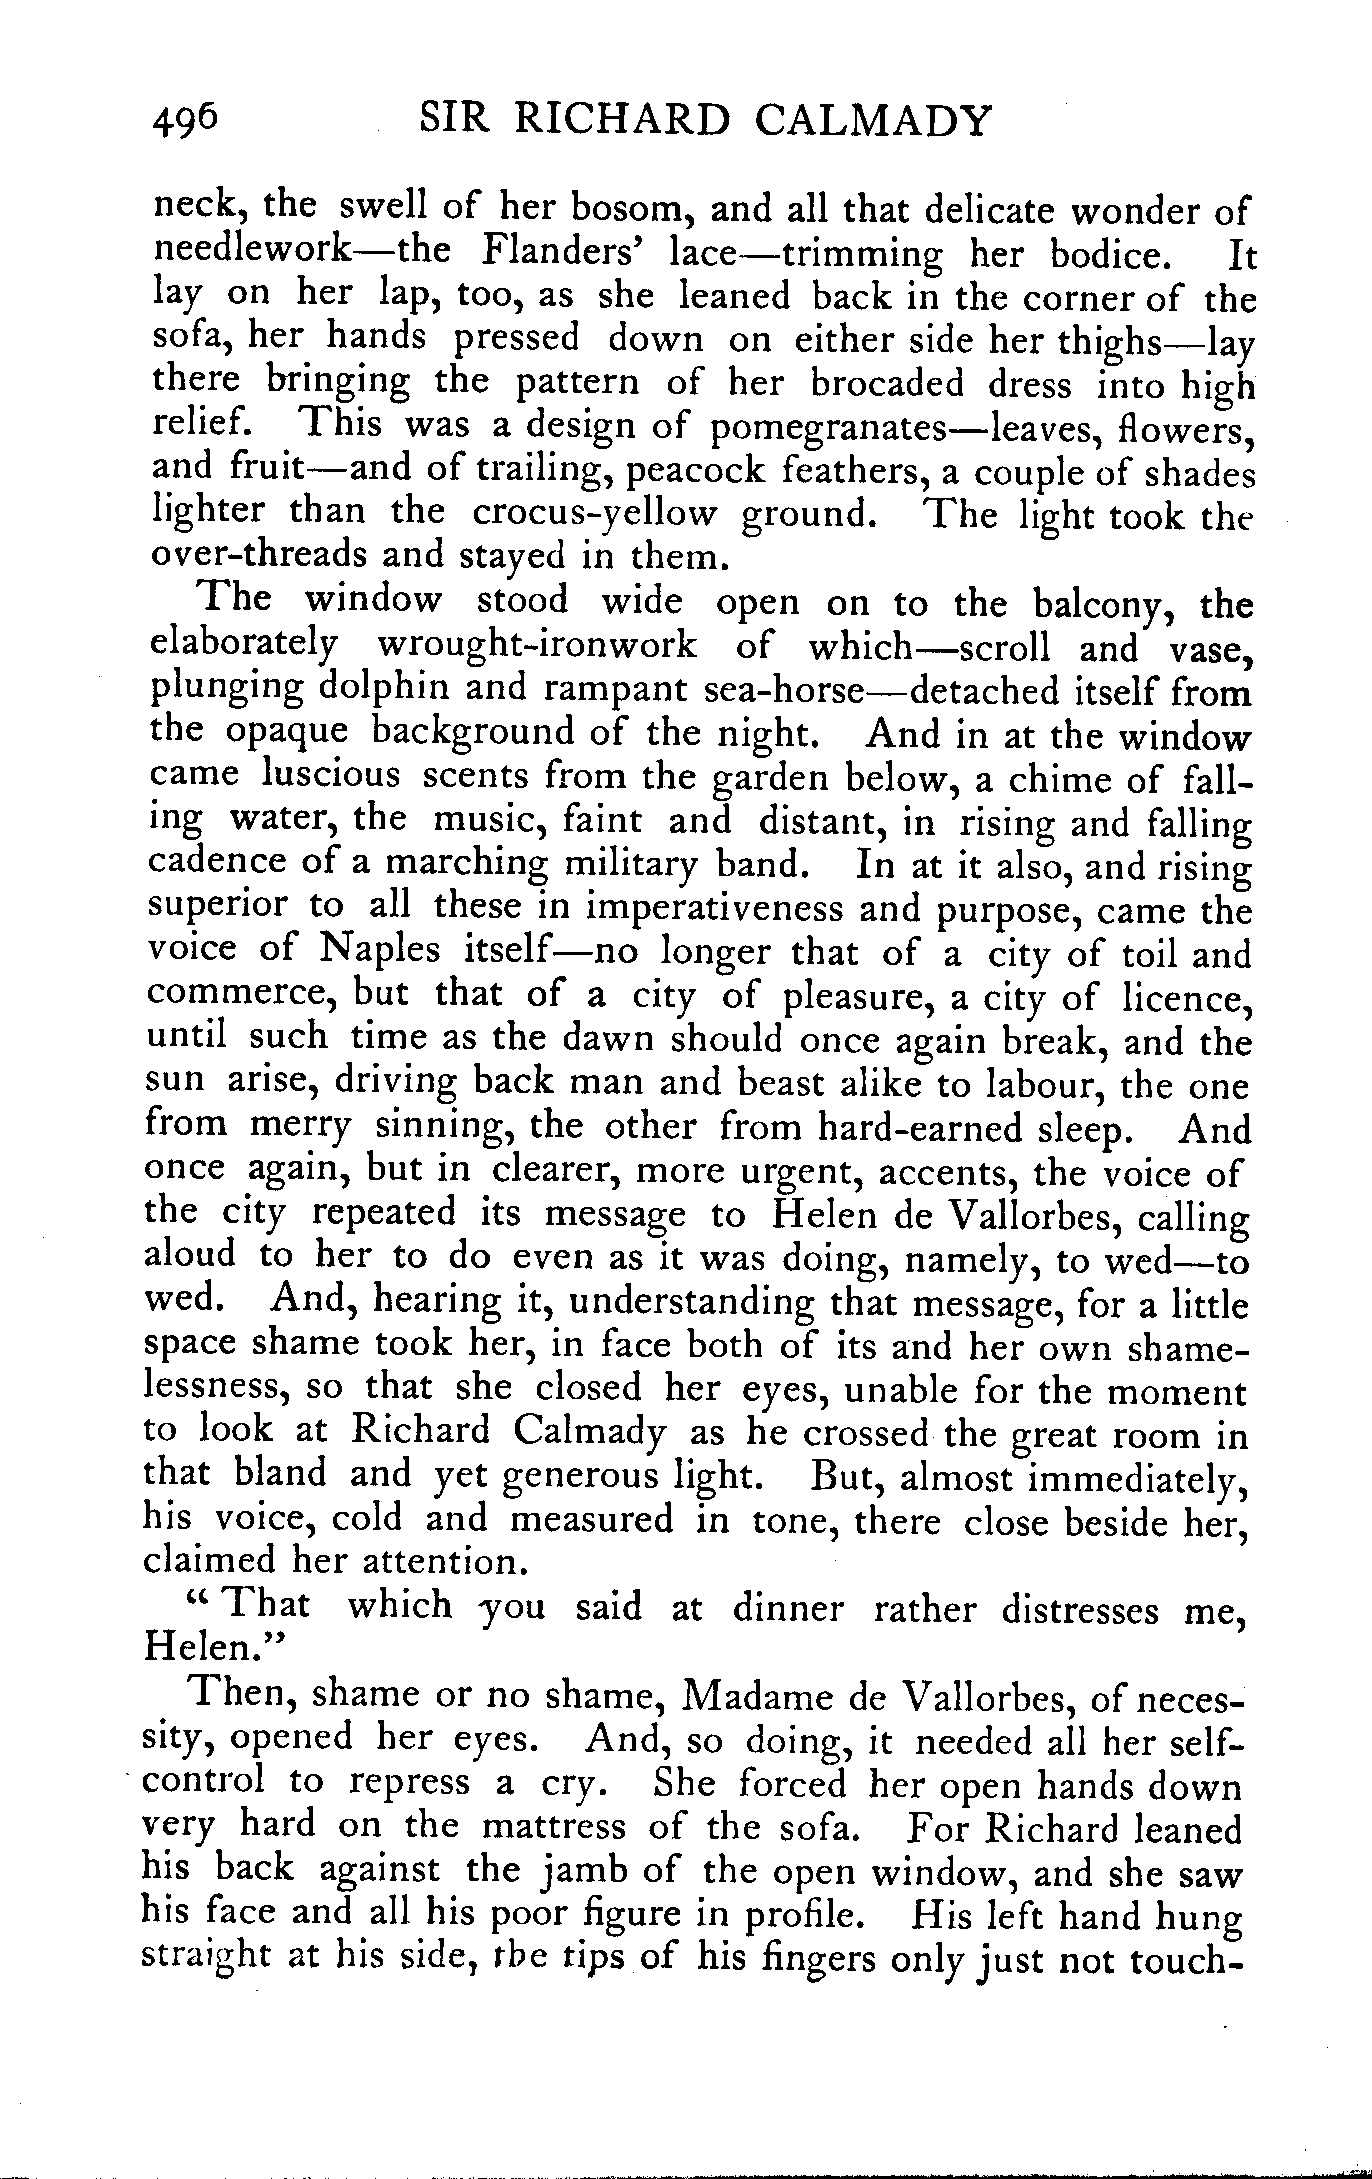 496 SIR RICHARD CALMADY
neck, the swell of her bosom, and all that delicate wonder of
needlework—the Flanders' lace—trimming her bodice. It
lay on her lap, too, as she leaned back in the corner of the
sofa, her hands pressed down on either side her thighs—lay
there bringing the pattern of her brocaded dress into high
relief. This was a design of pomegranates—leaves, flowers,
and fruit—and of trailing, peacock feathers, a couple of shades
lighter than the crocus-yellow ground. The light took the
over-threads and stayed in them.
The window stood wide open on to the balcony, the
elaborately wrought-ironwork of which—scroll and vase,
plunging dolphin and rampant sea-horse—detached itself from
the opaque background of the night. And in at the window
came luscious scents from the garden below, a chime of fall-
ing water, the music, faint and distant, in rising and falling
cadence of a marching military band. In at it also, and rising
superior to all these in imperativeness and purpose, came the
voice of Naples itself—no longer that of a city of toil and
commerce, but that of a city of pleasure, a city of licence,
until such time as the dawn should once again break, and the
sun arise, driving back man and beast alike to labour, the one
from merry sinning, the other from hard-earned sleep. And
once again, but in clearer, more urgent, accents, the voice of
the city repeated its message to Helen de Vallorbes, calling
aloud to her to do even as it was doing, namely, to wed—to
wed. And, hearing it, understanding that message, for a little
space shame took her, in face both of its and her own shame-
lessness, so that she closed her eyes, unable for the moment
to look at Richard Calmady as he crossed the great room in
that bland and yet generous light. But, almost immediately,
his voice, cold and measured in tone, there close beside her,
claimed her attention.
"That which you said at dinner rather distresses me,
Helen."
Then, shame or no shame, Madame de Vallorbes, of neces-
sity, opened her eyes. And, so doing, it needed all her self-
control to repress a cry. She forced her open hands down
very hard on the mattress of the sofa. For Richard leaned
his back against the jamb of the open window, and she saw
his face and all his poor figure in profile. His left hand hung
straight at his side, the tips of his fingers only just not touch-